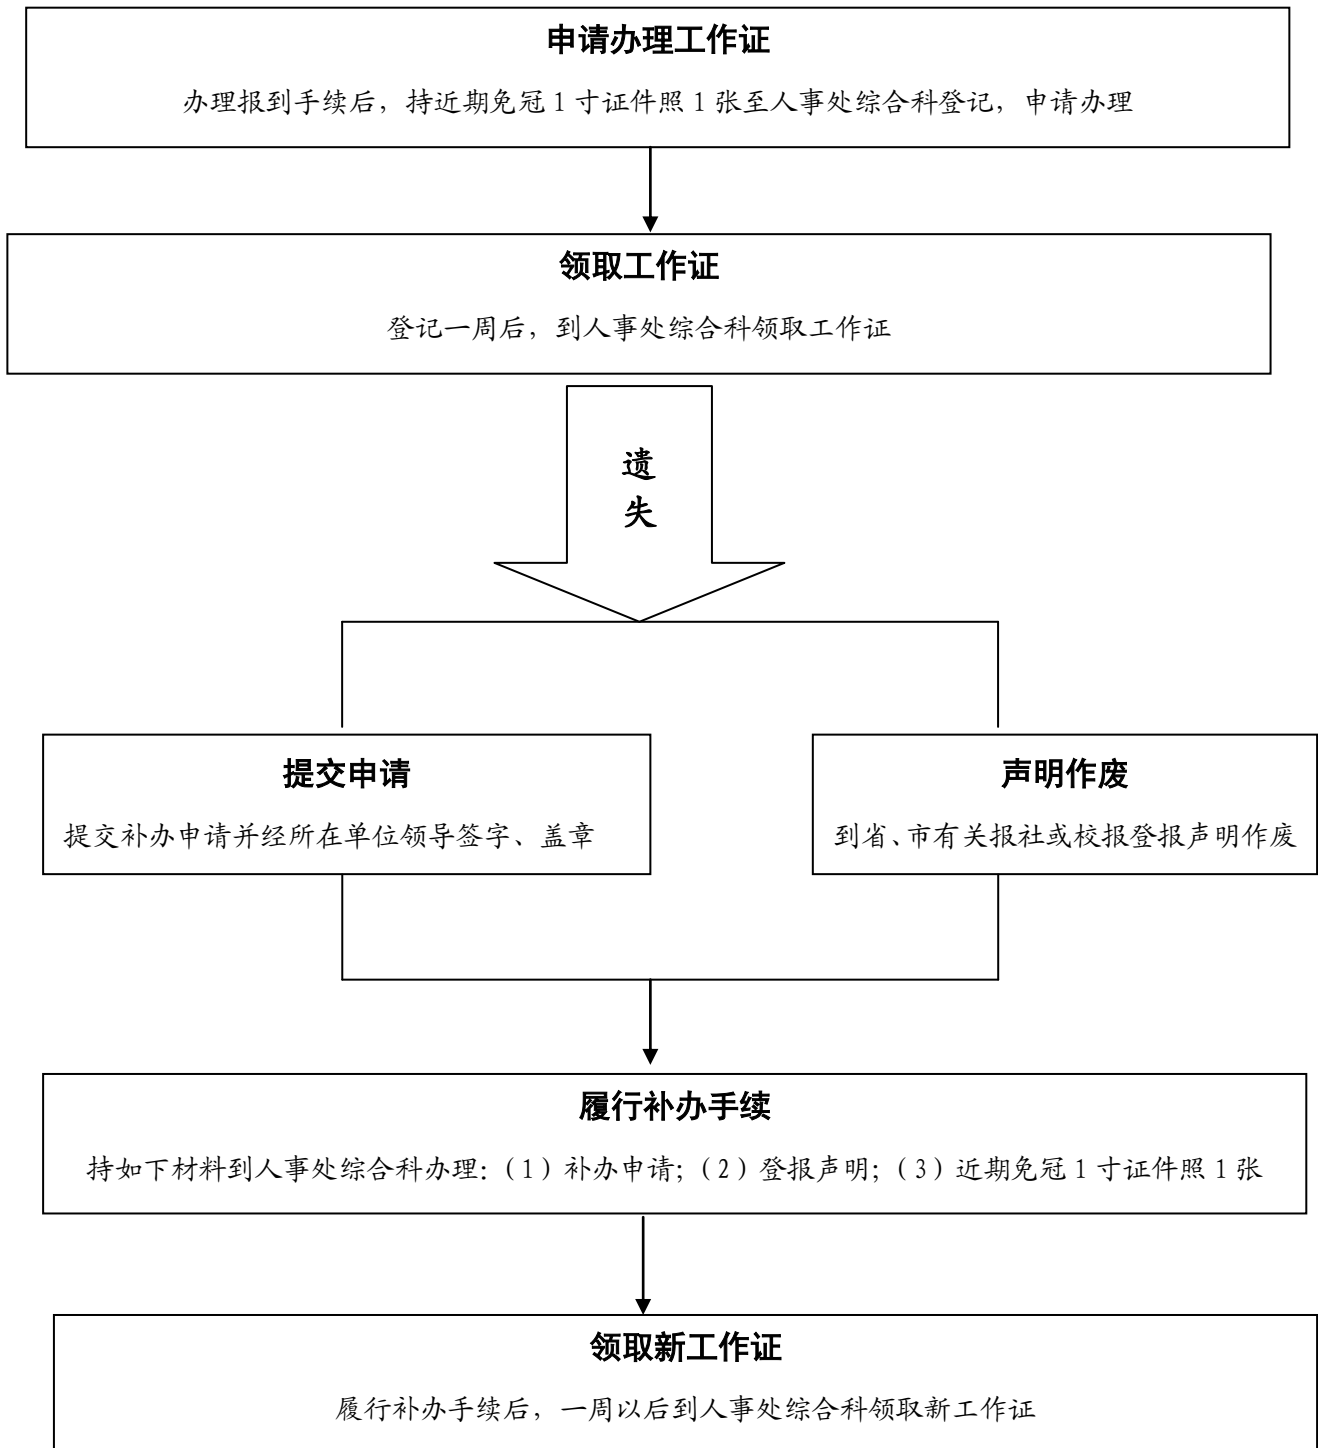 申请办理工作证
办理报到手续后，持近期免冠 1 寸证件照 1 张至人事处综合科登记，申请办理
领取工作证
登记一周后，到人事处综合科领取工作证
遗
失
提交申请
提交补办申请并经所在单位领导签字、盖章
声明作废
到省、市有关报社或校报登报声明作废
履行补办手续
持如下材料到人事处综合科办理：（1）补办申请；（2）登报声明；（3）近期免冠 1 寸证件照 1 张
领取新工作证
履行补办手续后，一周以后到人事处综合科领取新工作证